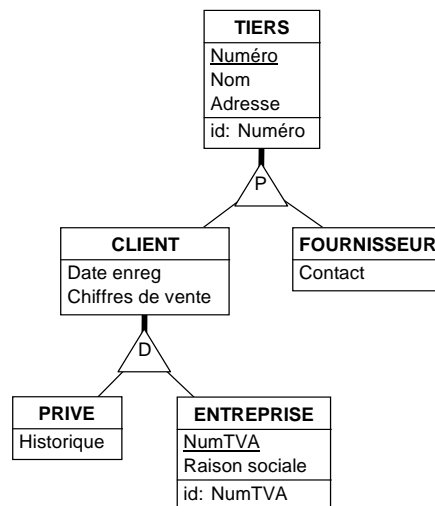 TIERS
Numéro
Nom
Adresse
id: Numéro
P
CLIENT
Date enreg
Chiffres de vente
FOURNISSEUR
Contact
D
PRIVE
Historique
ENTREPRISE
NumTVA
Raison sociale
id: NumTVA